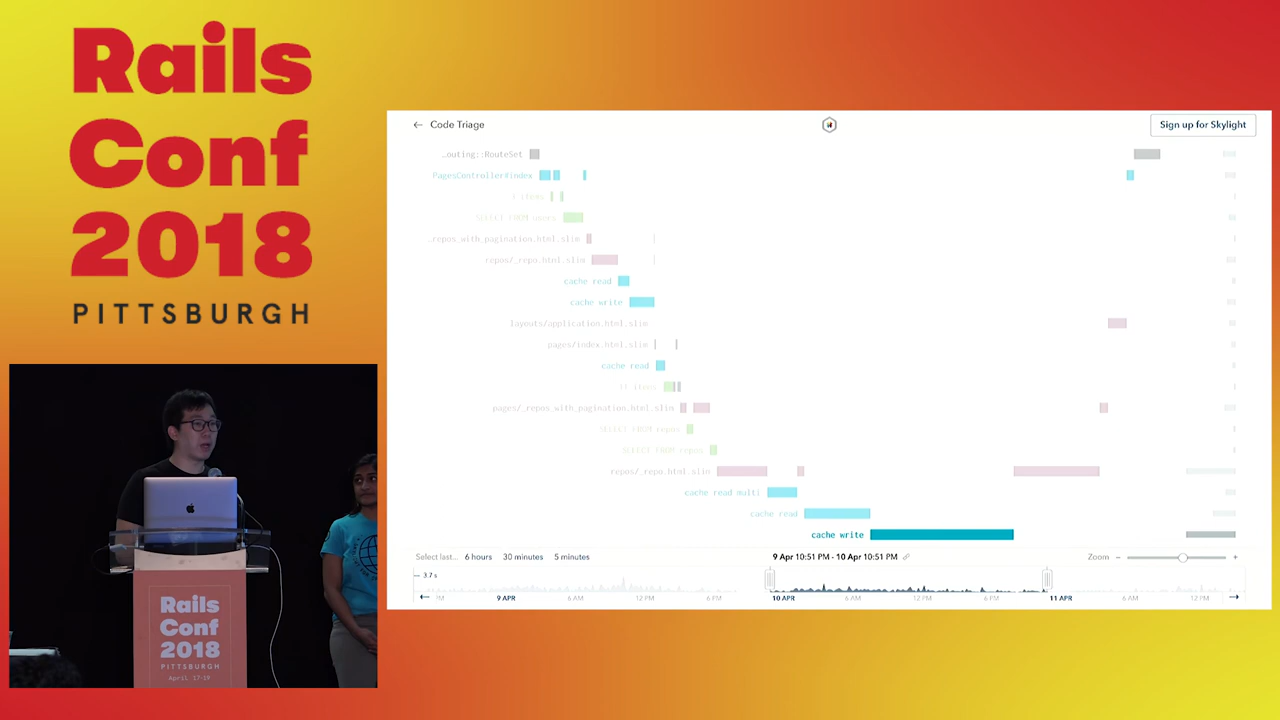 Rails
Conf
2018
PITTSBURGH
← Code Triage
Sign up for Skylight
…outing::RouteSet
PagesController#index
SELECT FROM users
…repos_with_pagination.html.slim
repos/_repo.html.slim
cache read
cache write
layouts/application.html.slim
pages/index.html.slim
cache read
pages/_repos_with_pagination.html.slim
SELECT FROM repos
SELECT FROM repos
repos/_repo.html.slim
cache read multi
cache read
cache write
Select last... 6 hours 30 minutes 5 minutes
9 Apr 10:51 PM - 10 Apr 10:51 PM
Zoom − +
3.7 s
← PM 9 APR 6 AM 12 PM 6 PM 10 APR 6 AM 12 PM 6 PM 11 APR 6 AM 12 PM →
Rails
Conf
2018
PITTSBURGH
April 17-19